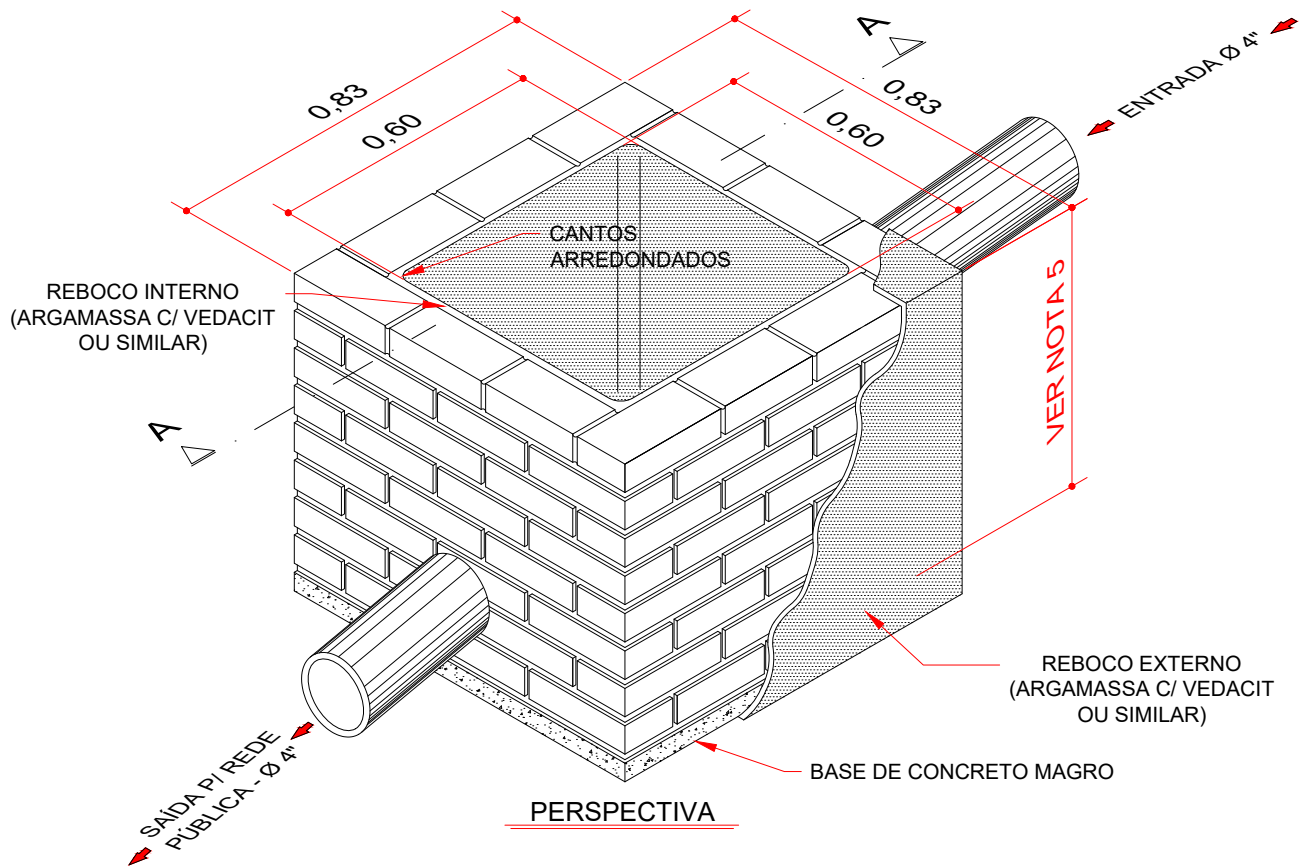 A
ENTRADA Ø 4"
0,83
0,83
0,60
0,60
CANTOS
ARREDONDADOS
REBOCO INTERNO
(ARGAMASSA C/ VEDACIT
OU SIMILAR)
VER NOTA 5
A
REBOCO EXTERNO
(ARGAMASSA C/ VEDACIT
OU SIMILAR)
BASE DE CONCRETO MAGRO
SAÍDA P/ REDE
PÚBLICA - Ø 4"
PERSPECTIVA